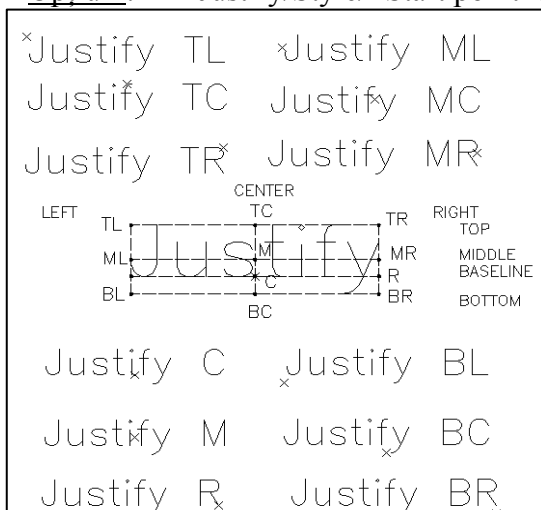 Justify TL Justify ML
Justify TC Justify MC
Justify TR Justify MR
CENTER
LEFT TL TC TR RIGHT
TOP
Justify
ML M MR MIDDLE
C R BASELINE
BL BR BOTTOM
BC
Justify C Justify BL
Justify M Justify BC
Justify R Justify BR